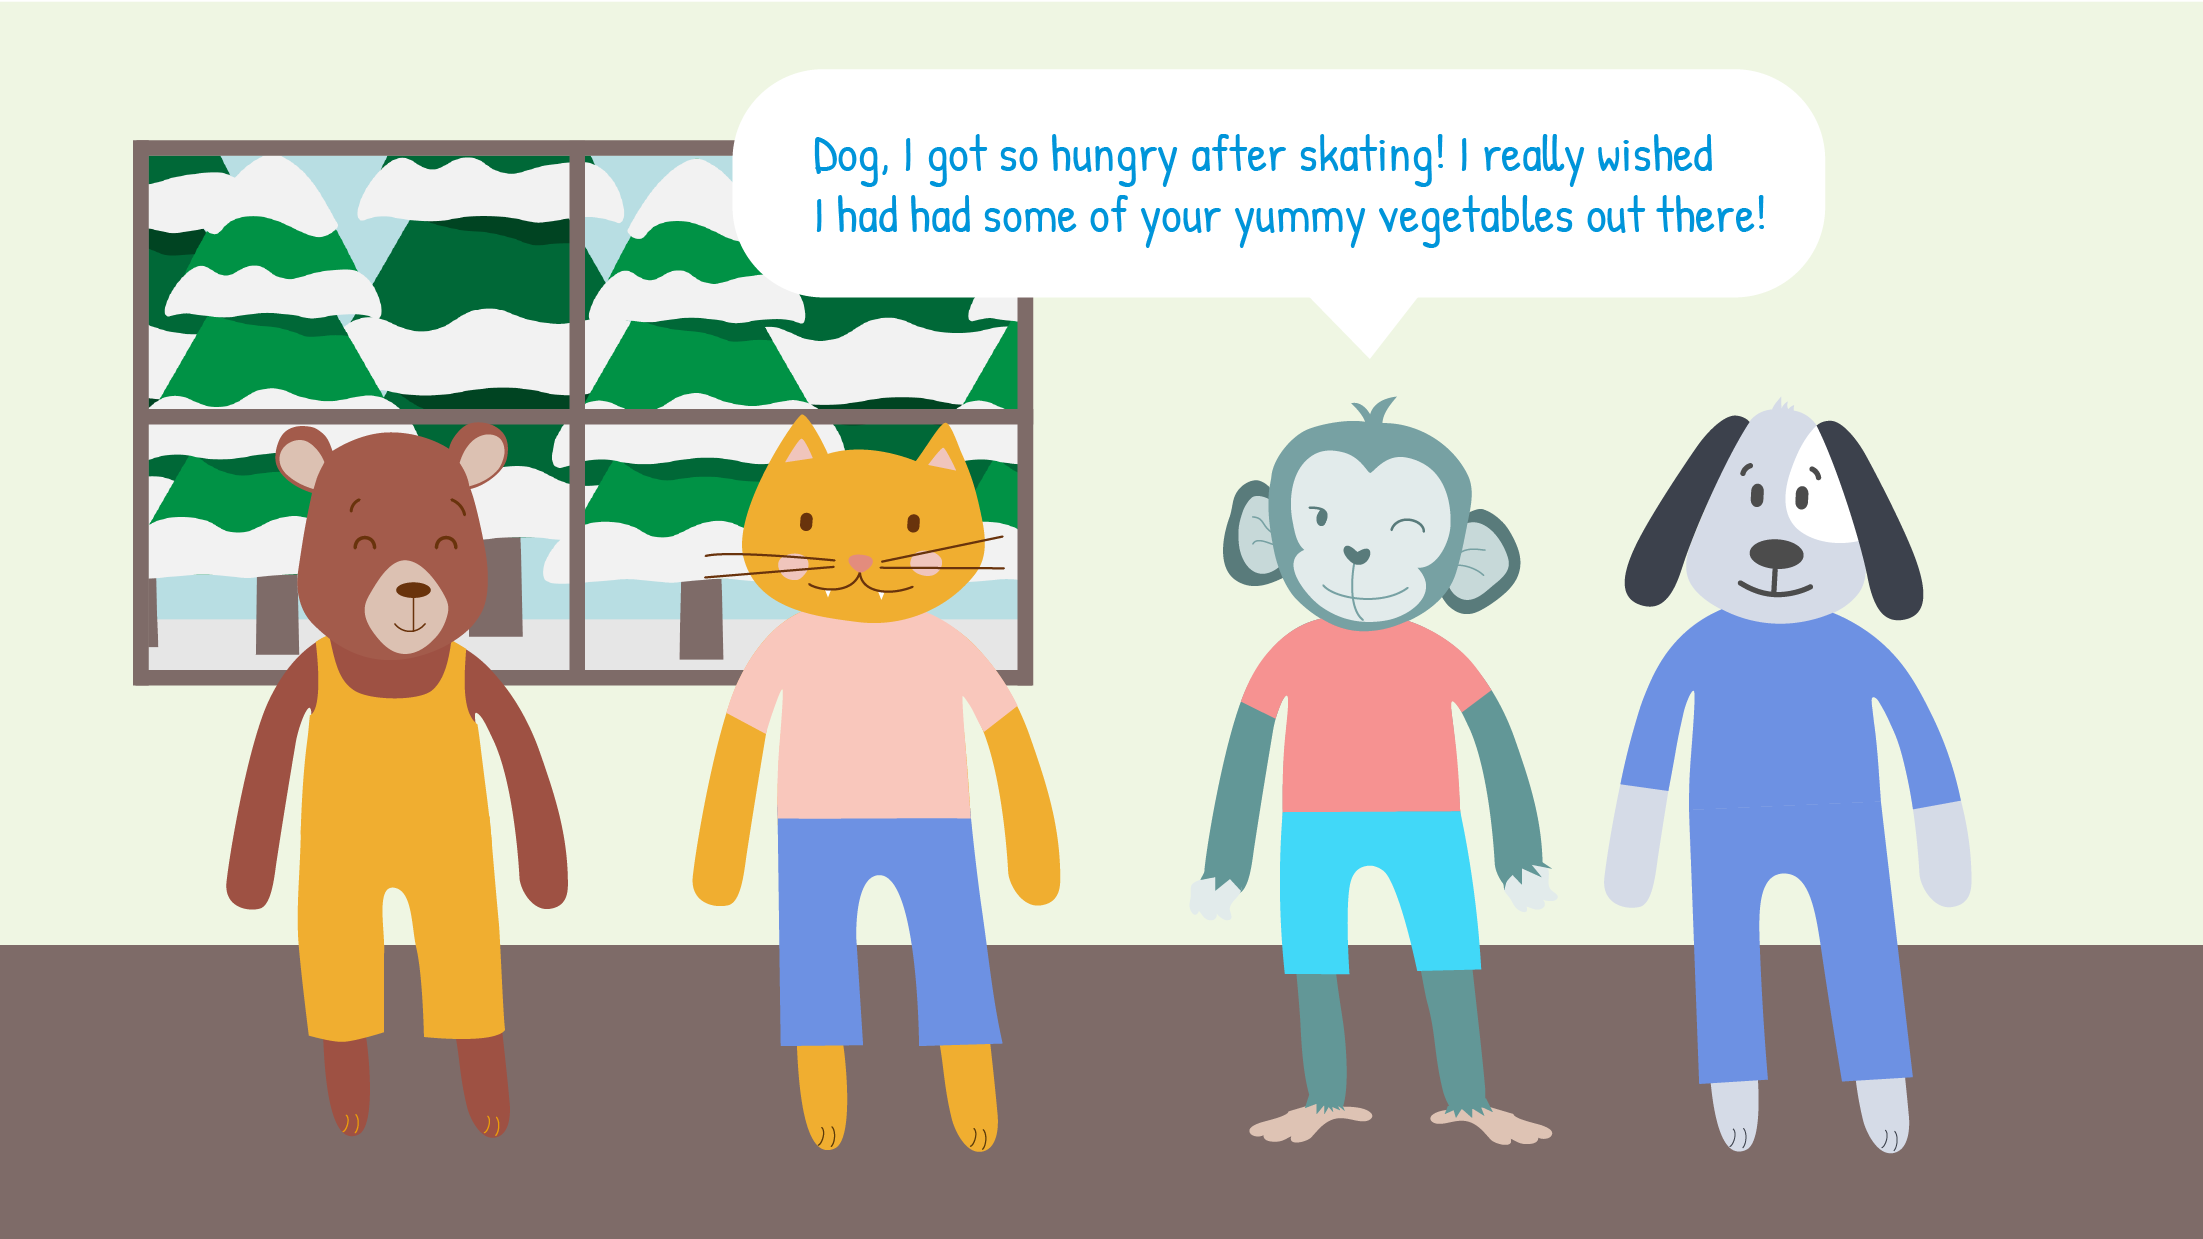 Dog, I got so hungry after skating! I really wished
I had had some of your yummy vegetables out there!